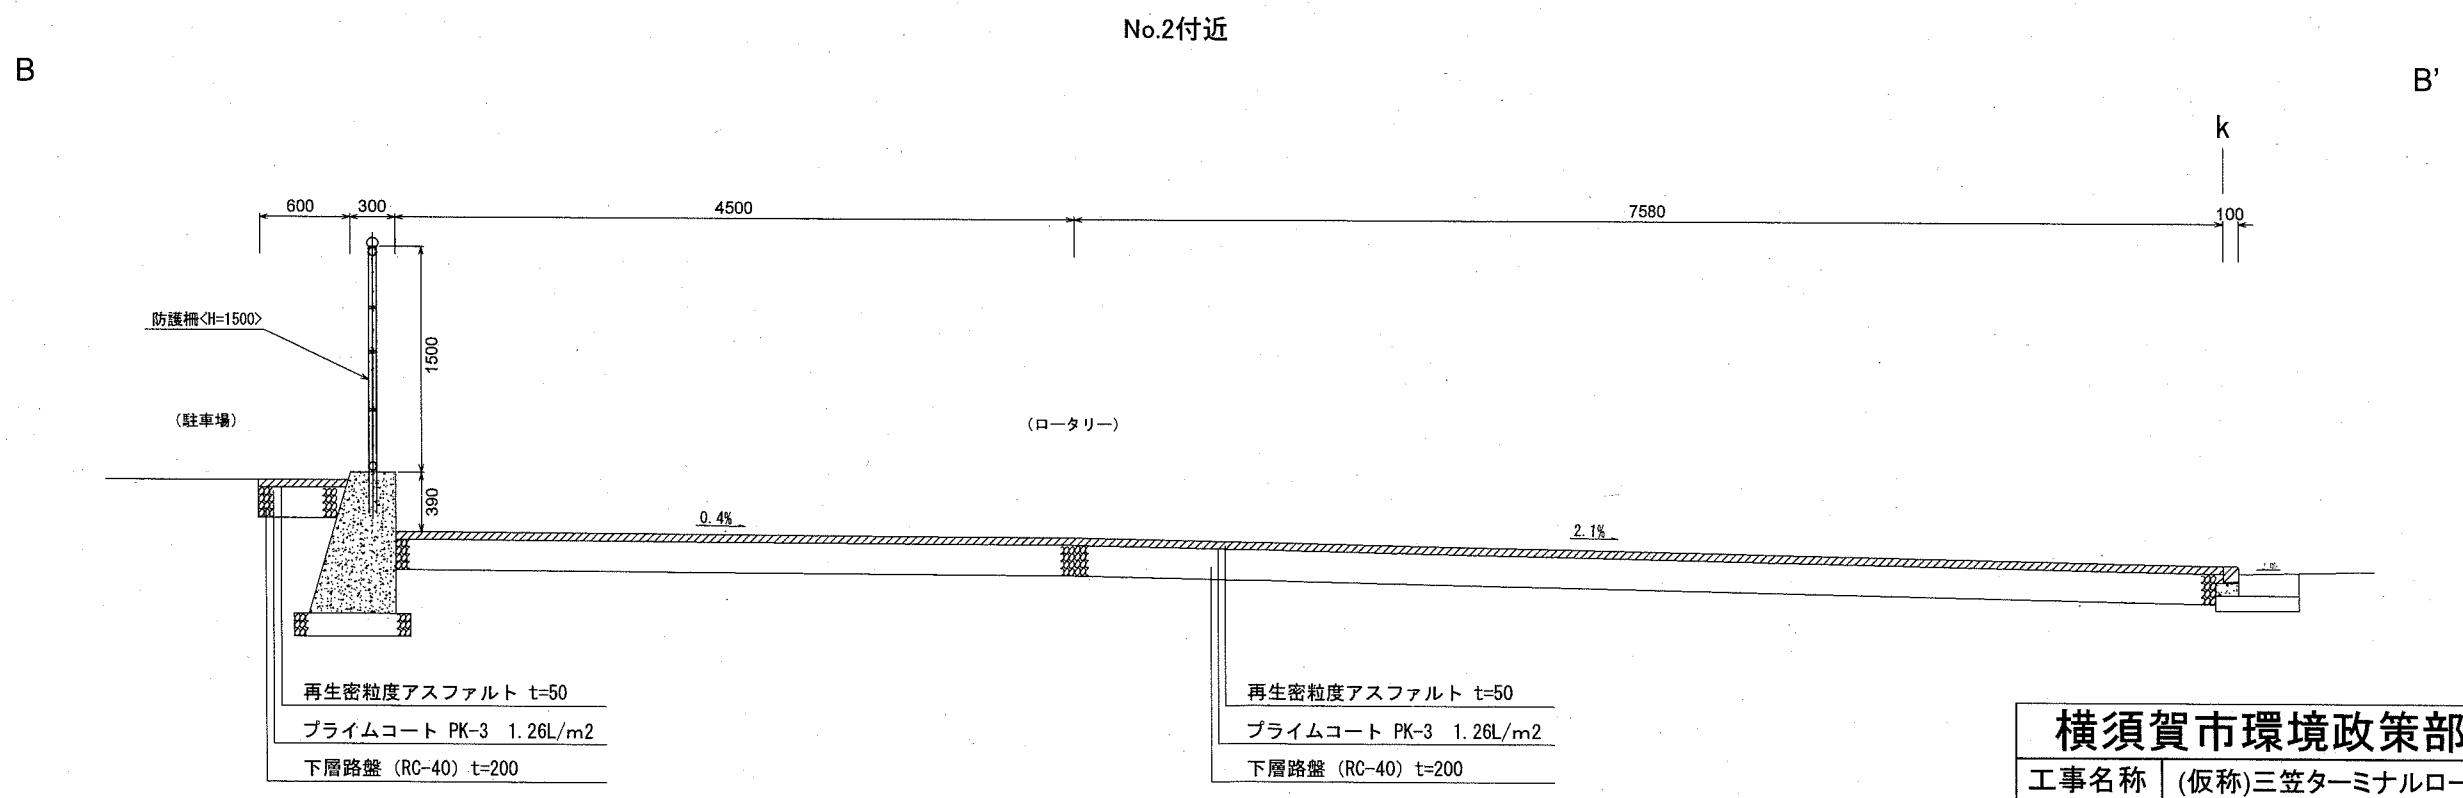 No.2付近
B
B'
k
600
300
4500
7580
100
防護柵<H=1500>
1500
(駐車場)
(ロータリー)
390
0.4%
2.1%
再生密粒度アスファルト t=50
プライムコート PK-3 1.26L/m2
下層路盤 (RC-40) t=200
再生密粒度アスファルト t=50
プライムコート PK-3 1.26L/m2
下層路盤 (RC-40) t=200
横須賀市環境政策部
工事名称 (仮称)三笠ターミナルロー